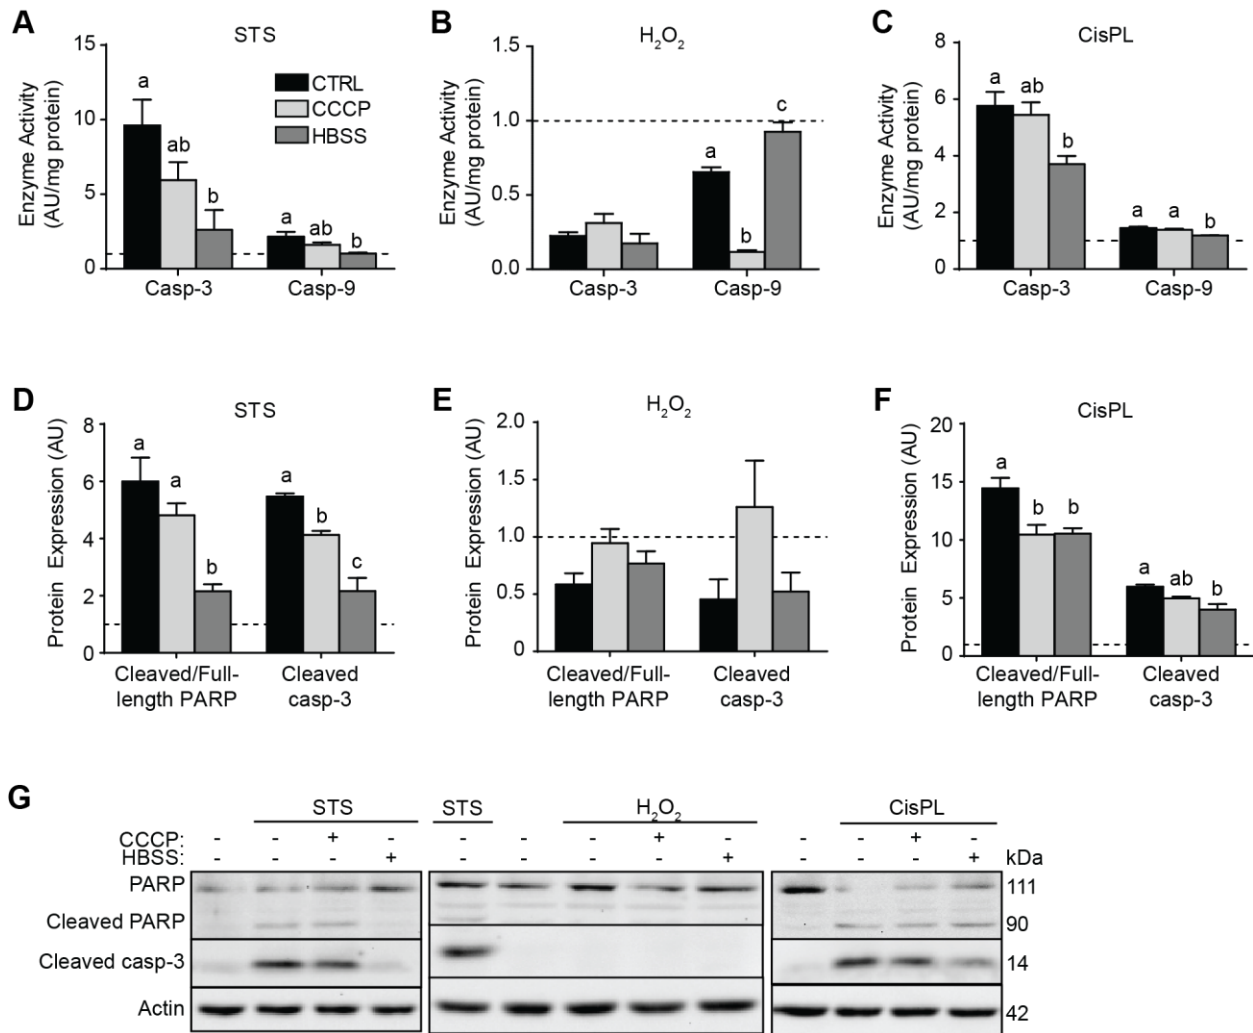 A
STS
Enzyme Activity
(AU/mg protein)
15
10
5
0
a
ab
b
a
ab
b
CTRL
CCCP
HBSS
Casp-3
Casp-9
B
H₂O₂
Enzyme Activity
(AU/mg protein)
1.5
1.0
0.5
0.0
a
b
c
Casp-3
Casp-9
C
CisPL
Enzyme Activity
(AU/mg protein)
8
6
4
2
0
a
ab
b
a
a
b
Casp-3
Casp-9
D
STS
Protein Expression (AU)
8
6
4
2
0
a
a
b
a
b
c
Cleaved/Full-
length PARP
Cleaved
casp-3
E
H₂O₂
Protein Expression (AU)
2.0
1.5
1.0
0.5
0
Cleaved/Full-
length PARP
Cleaved
casp-3
F
CisPL
Protein Expression (AU)
20
15
10
5
0
a
b
b
a
ab
b
Cleaved/Full-
length PARP
Cleaved
casp-3
G
STS STS H₂O₂ CisPL
CCCP: - - + - - - - + - - - + -
HBSS: - - - + - - - - + - - - + kDa
PARP 111
Cleaved PARP 90
Cleaved casp-3 14
Actin 42